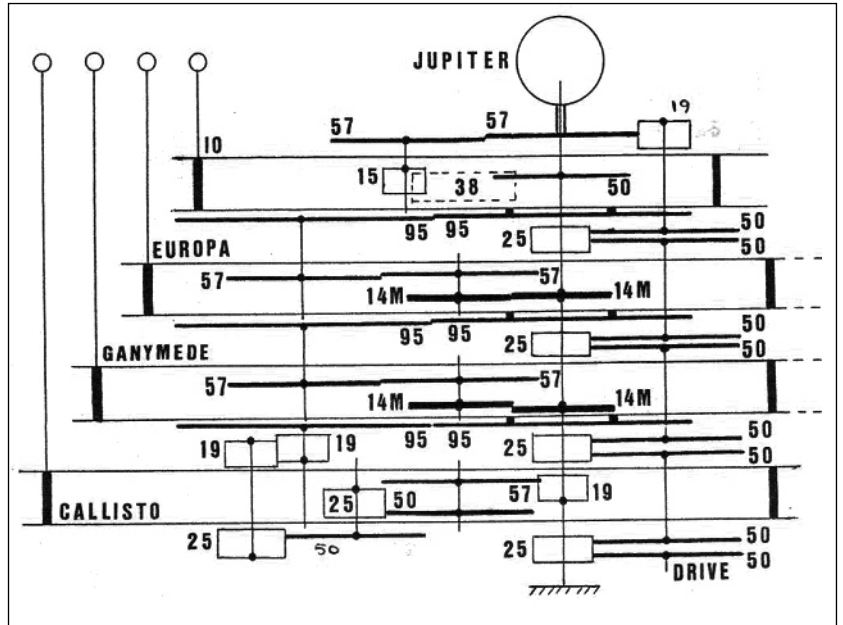 JUPITER
19
57 57
IO
15 38 50
95 95 25 50
50
EUROPA
57 57
14M 14M
95 95 25 50
50
GANYMEDE
57 57
14M 14M
95 95 25 50
50
19 19
CALLISTO 25 50 57 19
25 50 25 50
50
DRIVE